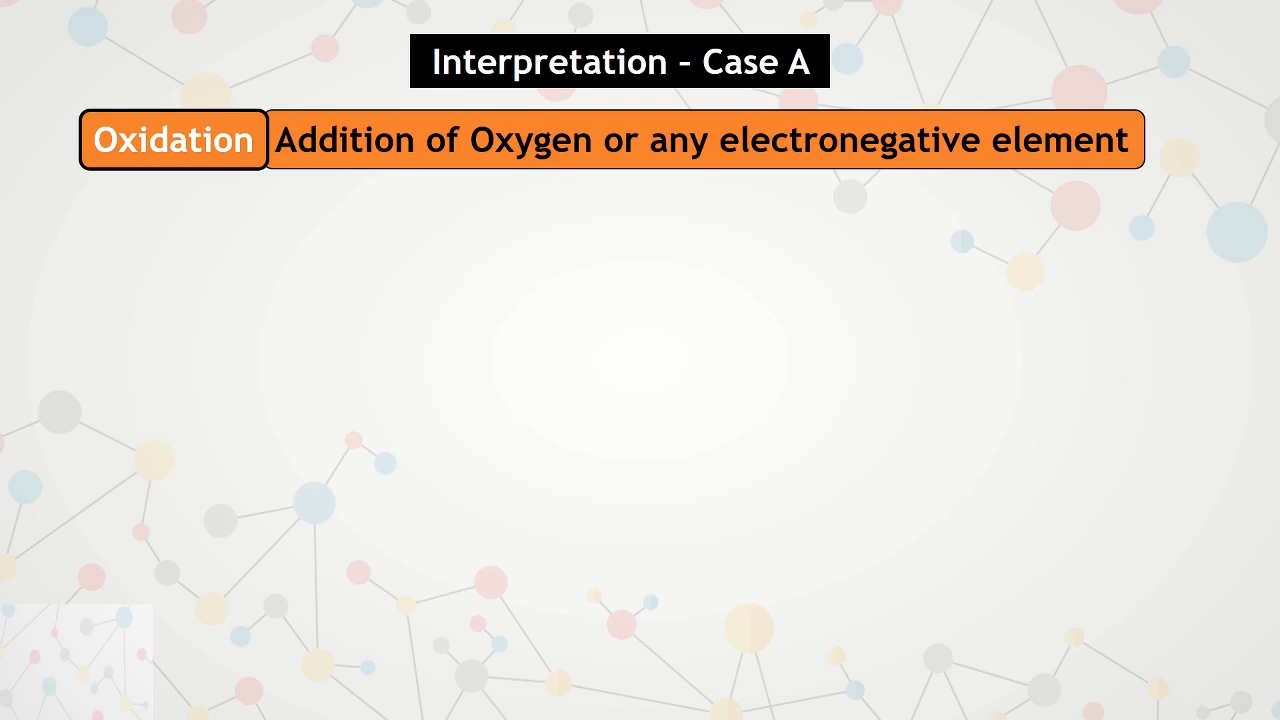 Interpretation – Case A
Oxidation Addition of Oxygen or any electronegative element